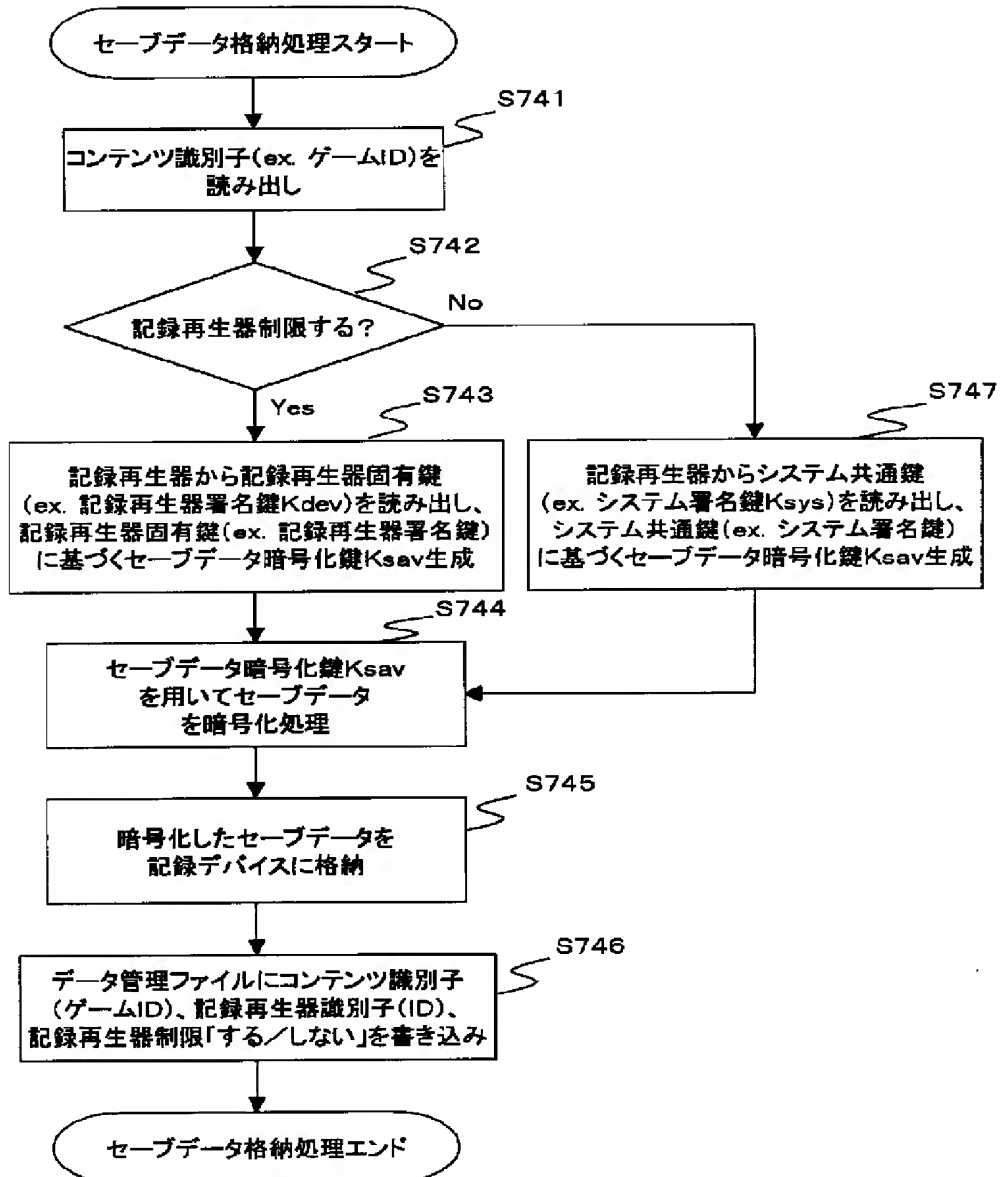 セーブデータ格納処理スタート
S741
コンテンツ識別子(ex. ゲームID)を
読み出し
S742
記録再生器制限する?
No
Yes
S743
記録再生器から記録再生器固有鍵
(ex. 記録再生器署名鍵Kdev)を読み出し、
記録再生器固有鍵(ex. 記録再生器署名鍵)
に基づくセーブデータ暗号化鍵Ksav生成
S747
記録再生器からシステム共通鍵
(ex. システム署名鍵Ksys)を読み出し、
システム共通鍵(ex. システム署名鍵)
に基づくセーブデータ暗号化鍵Ksav生成
S744
セーブデータ暗号化鍵Ksav
を用いてセーブデータ
を暗号化処理
S745
暗号化したセーブデータを
記録デバイスに格納
S746
データ管理ファイルにコンテンツ識別子
(ゲームID)、記録再生器識別子(ID)、
記録再生器制限「する/しない」を書き込み
セーブデータ格納処理エンド